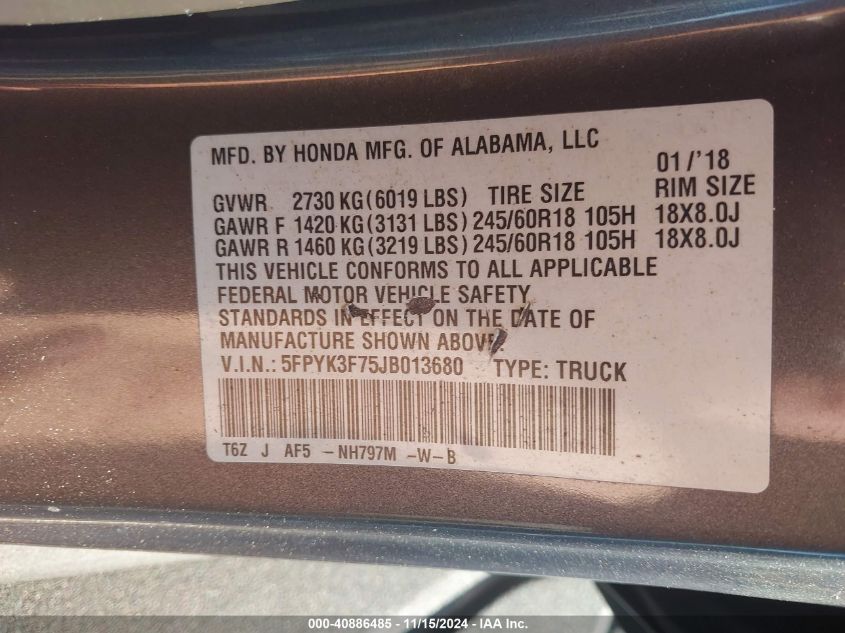 MFD. BY HONDA MFG. OF ALABAMA, LLC
01/'18
GVWR 2730 KG(6019 LBS) TIRE SIZE RIM SIZE
GAWR F 1420 KG(3131 LBS) 245/60R18 105H 18X8.0J
GAWR R 1460 KG(3219 LBS) 245/60R18 105H 18X8.0J
THIS VEHICLE CONFORMS TO ALL APPLICABLE
FEDERAL MOTOR VEHICLE SAFETY
STANDARDS IN EFFECT ON THE DATE OF
MANUFACTURE SHOWN ABOVE
V.I.N.: 5FPYK3F75JB013680 TYPE: TRUCK
T6Z J AF5 -NH797M -W-B
000-40886485 - 11/15/2024 - IAA Inc.